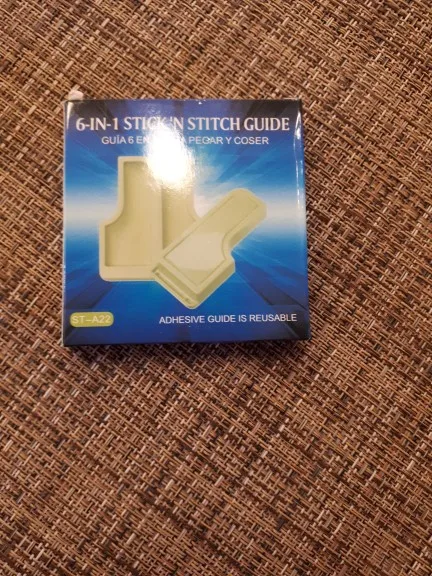 6-IN-1 STICK'N STITCH GUIDE
GUÍA 6 EN PEGAR Y COSER
ST-A22
ADHESIVE GUIDE IS REUSABLE